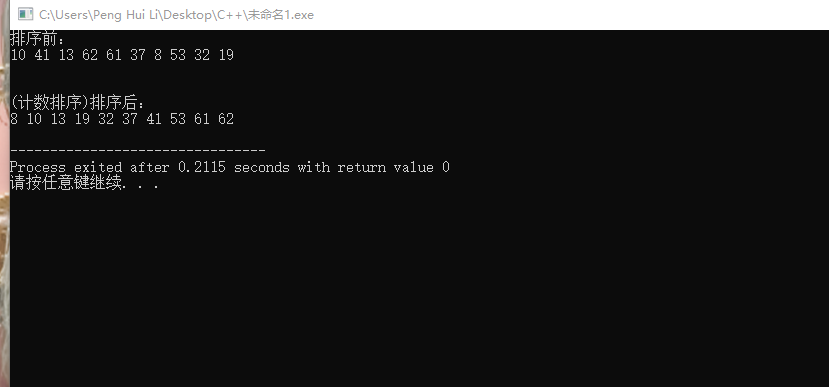 C:\Users\Peng Hui Li\Desktop\C++\未命名1.exe
排序前：
10 41 13 62 61 37 8 53 32 19
(计数排序)排序后：
8 10 13 19 32 37 41 53 61 62
--------------------------------
Process exited after 0.2115 seconds with return value 0
请按任意键继续. . .